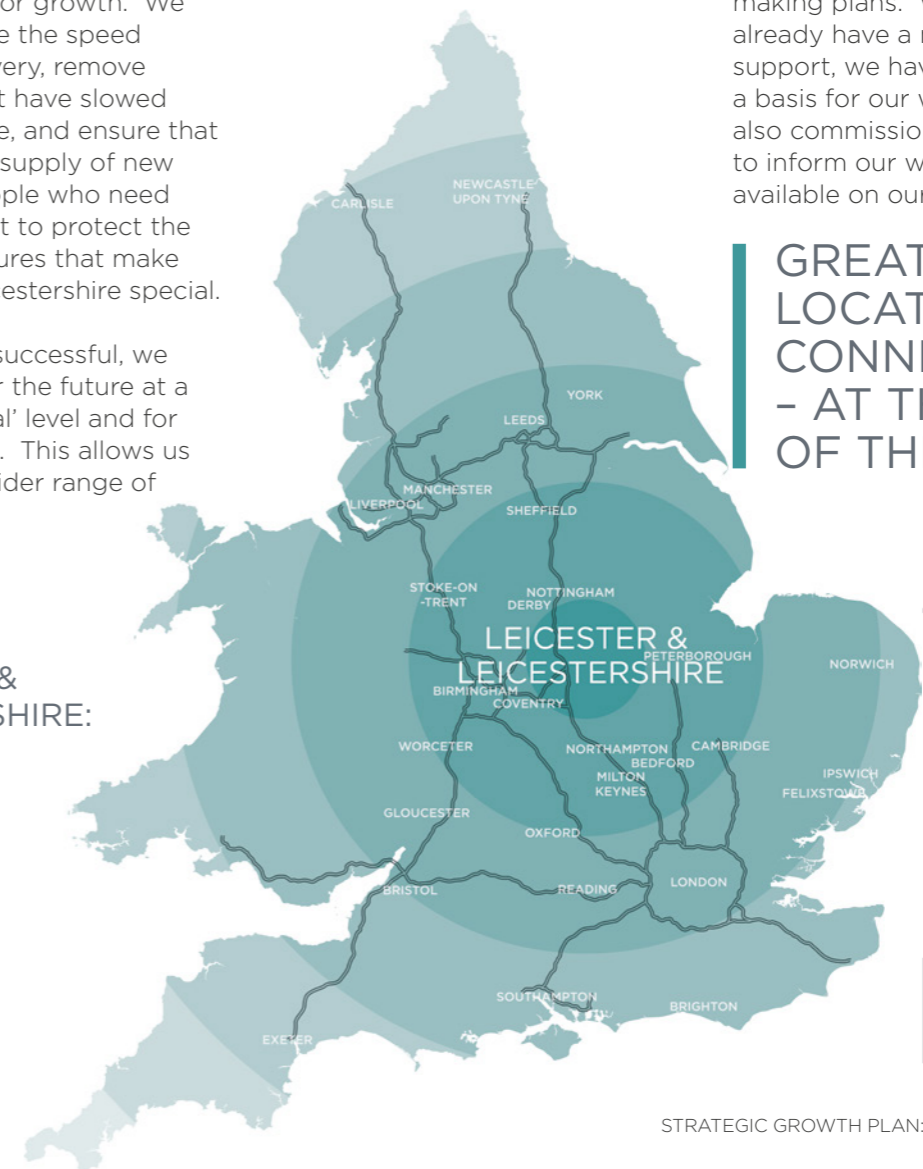 or growth. We
e the speed
very, remove
t have slowed
e, and ensure that
supply of new
ple who need
t to protect the
ures that make
cestershire special.
successful, we
r the future at a
al’ level and for
. This allows us
ider range of
&
SHIRE:
making plans.
already have a
support, we hav
a basis for our
also commissio
to inform our w
available on our
GREAT
LOCAT
CONNE
– AT T
OF TH
CARLISLE
NEWCASTLE
UPON TYNE
YORK
LEEDS
MANCHESTER
LIVERPOOL
SHEFFIELD
STOKE-ON
-TRENT
NOTTINGHAM
DERBY
LEICESTER &
LEICESTERSHIRE
PETERBOROUGH
NORWICH
BIRMINGHAM
COVENTRY
WORCETER
NORTHAMPTON
CAMBRIDGE
BEDFORD
MILTON
KEYNES
IPSWICH
FELIXSTOWE
GLOUCESTER
OXFORD
BRISTOL
READING
LONDON
SOUTHAMPTON
BRIGHTON
EXETER
STRATEGIC GROWTH PLAN: